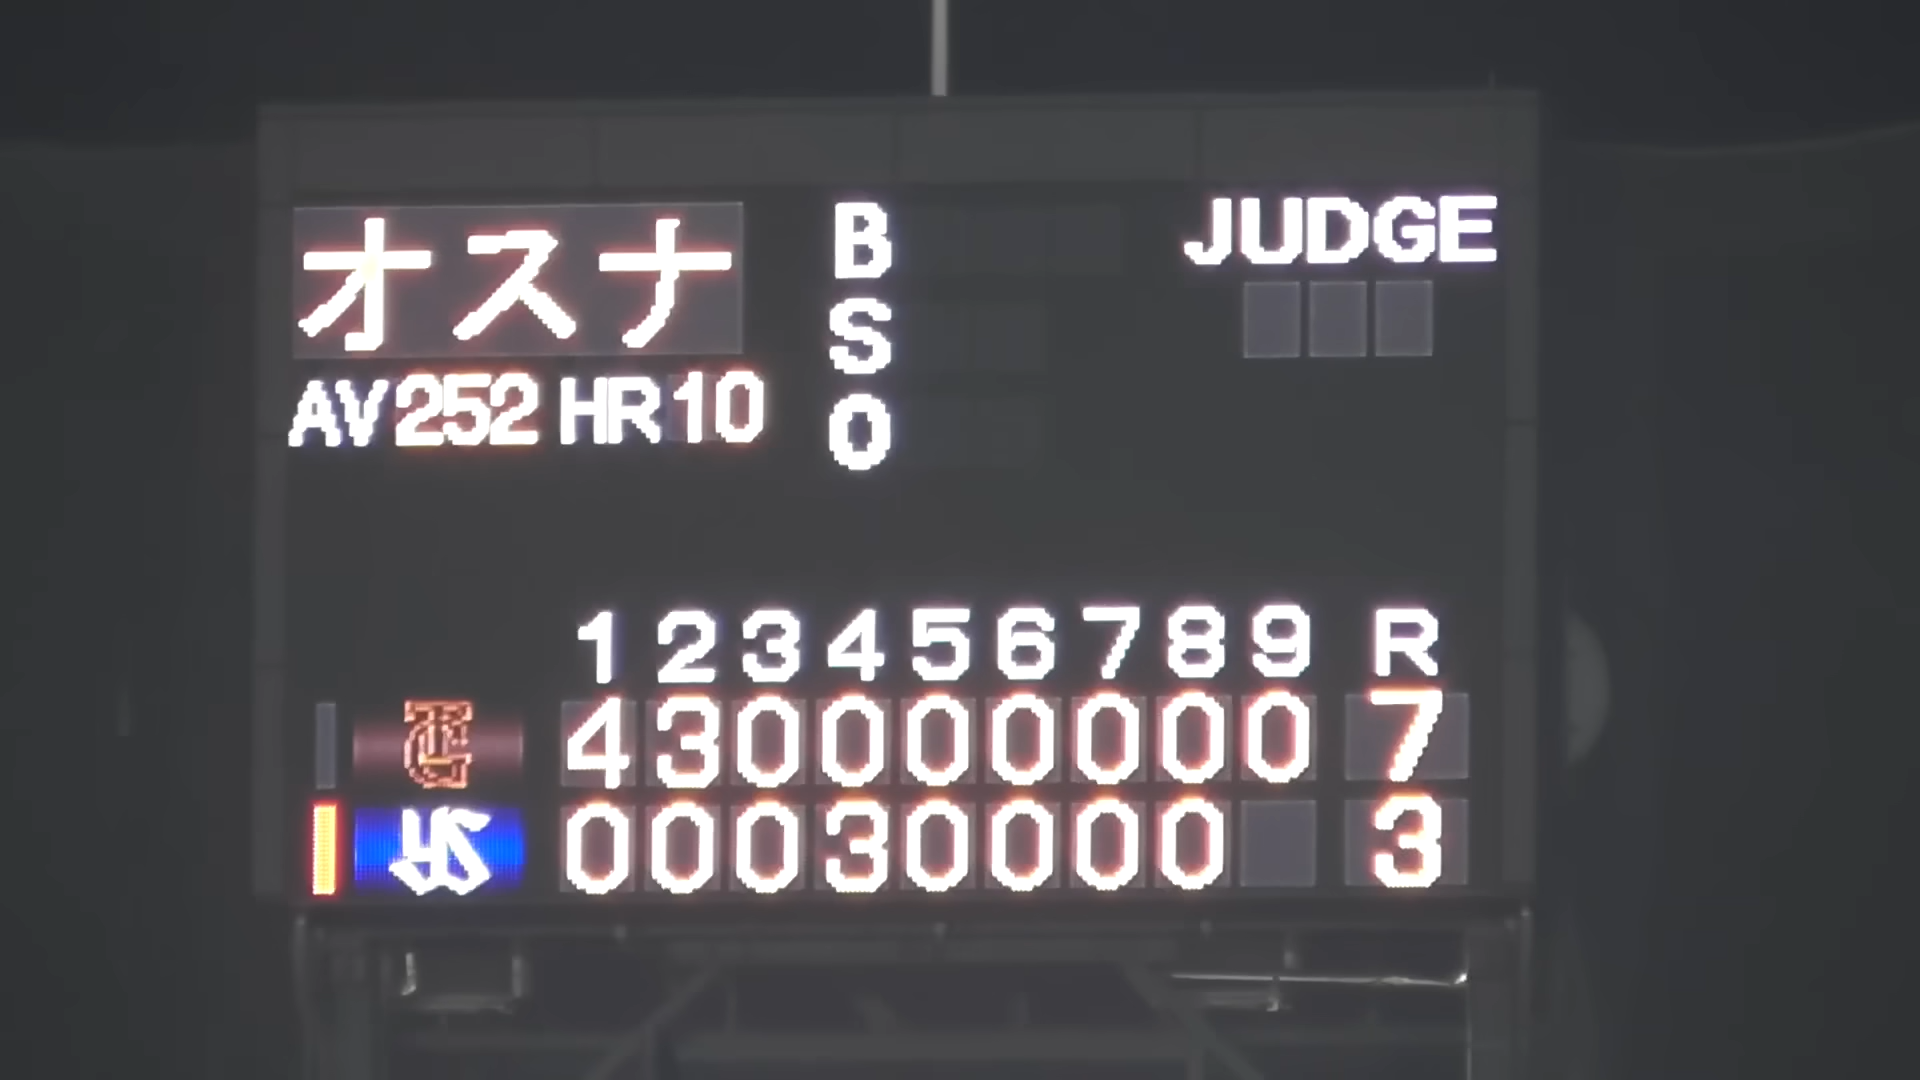 オスナ
AV252 HR10
B
S
O
JUDGE
1 2 3 4 5 6 7 8 9 R
4 3 0 0 0 0 0 0 0 7
YS 0 0 0 3 0 0 0 0 3